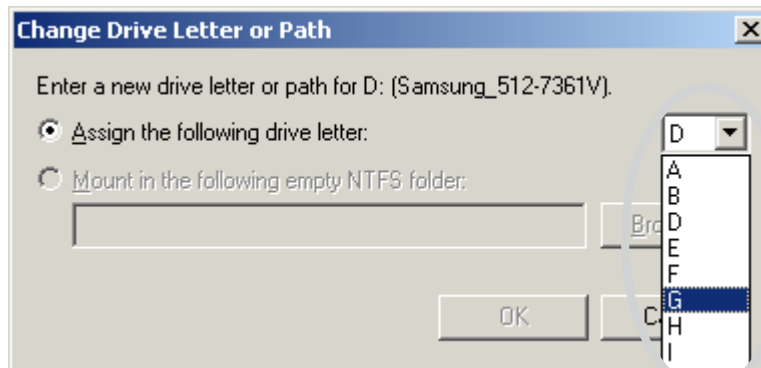 Change Drive Letter or Path
Enter a new drive letter or path for D: (Samsung_512-7361V).
Assign the following drive letter:
D
Mount in the following empty NTFS folder:
A
B
D
E
F
G
H
I
OK